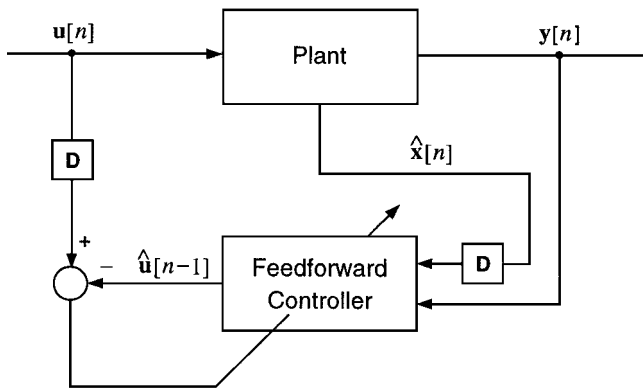 u[n]
Plant
y[n]
D
x̂[n]
+
− û[n−1]
Feedforward
Controller
D